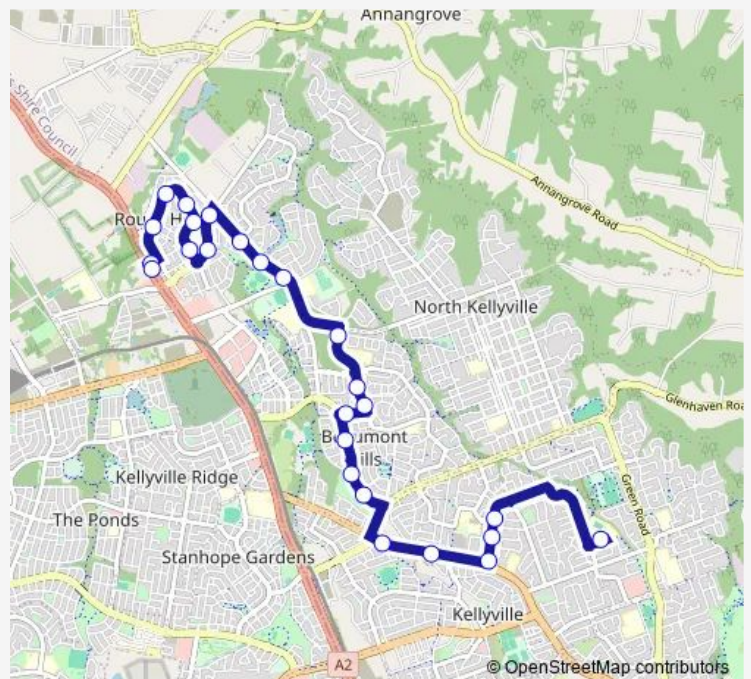 Annangrove
s Shire Council
Annangrove Road
Rou
H
North Kellyville
Glenhaven Roa
B
umont
ills
Green Road
Kellyville Ridge
The Ponds
Stanhope Gardens
Kellyville
A2
© OpenStreetMap contributors